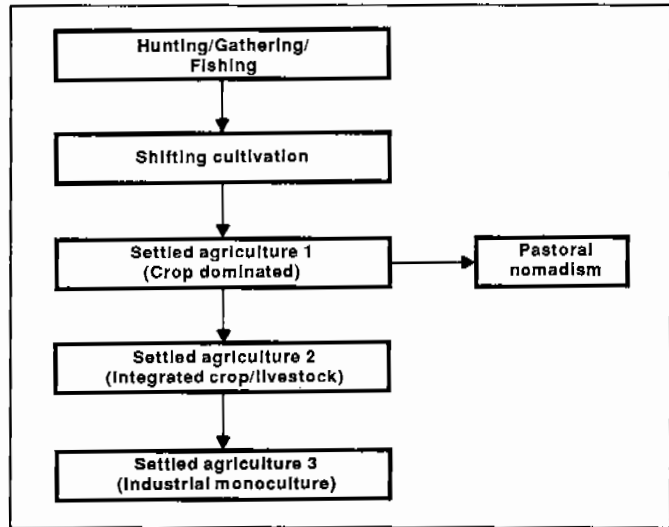 Hunting/Gathering/
Fishing
Shifting cultivation
Settled agriculture 1
(Crop dominated)
Pastoral
nomadism
Settled agriculture 2
(Integrated crop/livestock)
Settled agriculture 3
(Industrial monoculture)